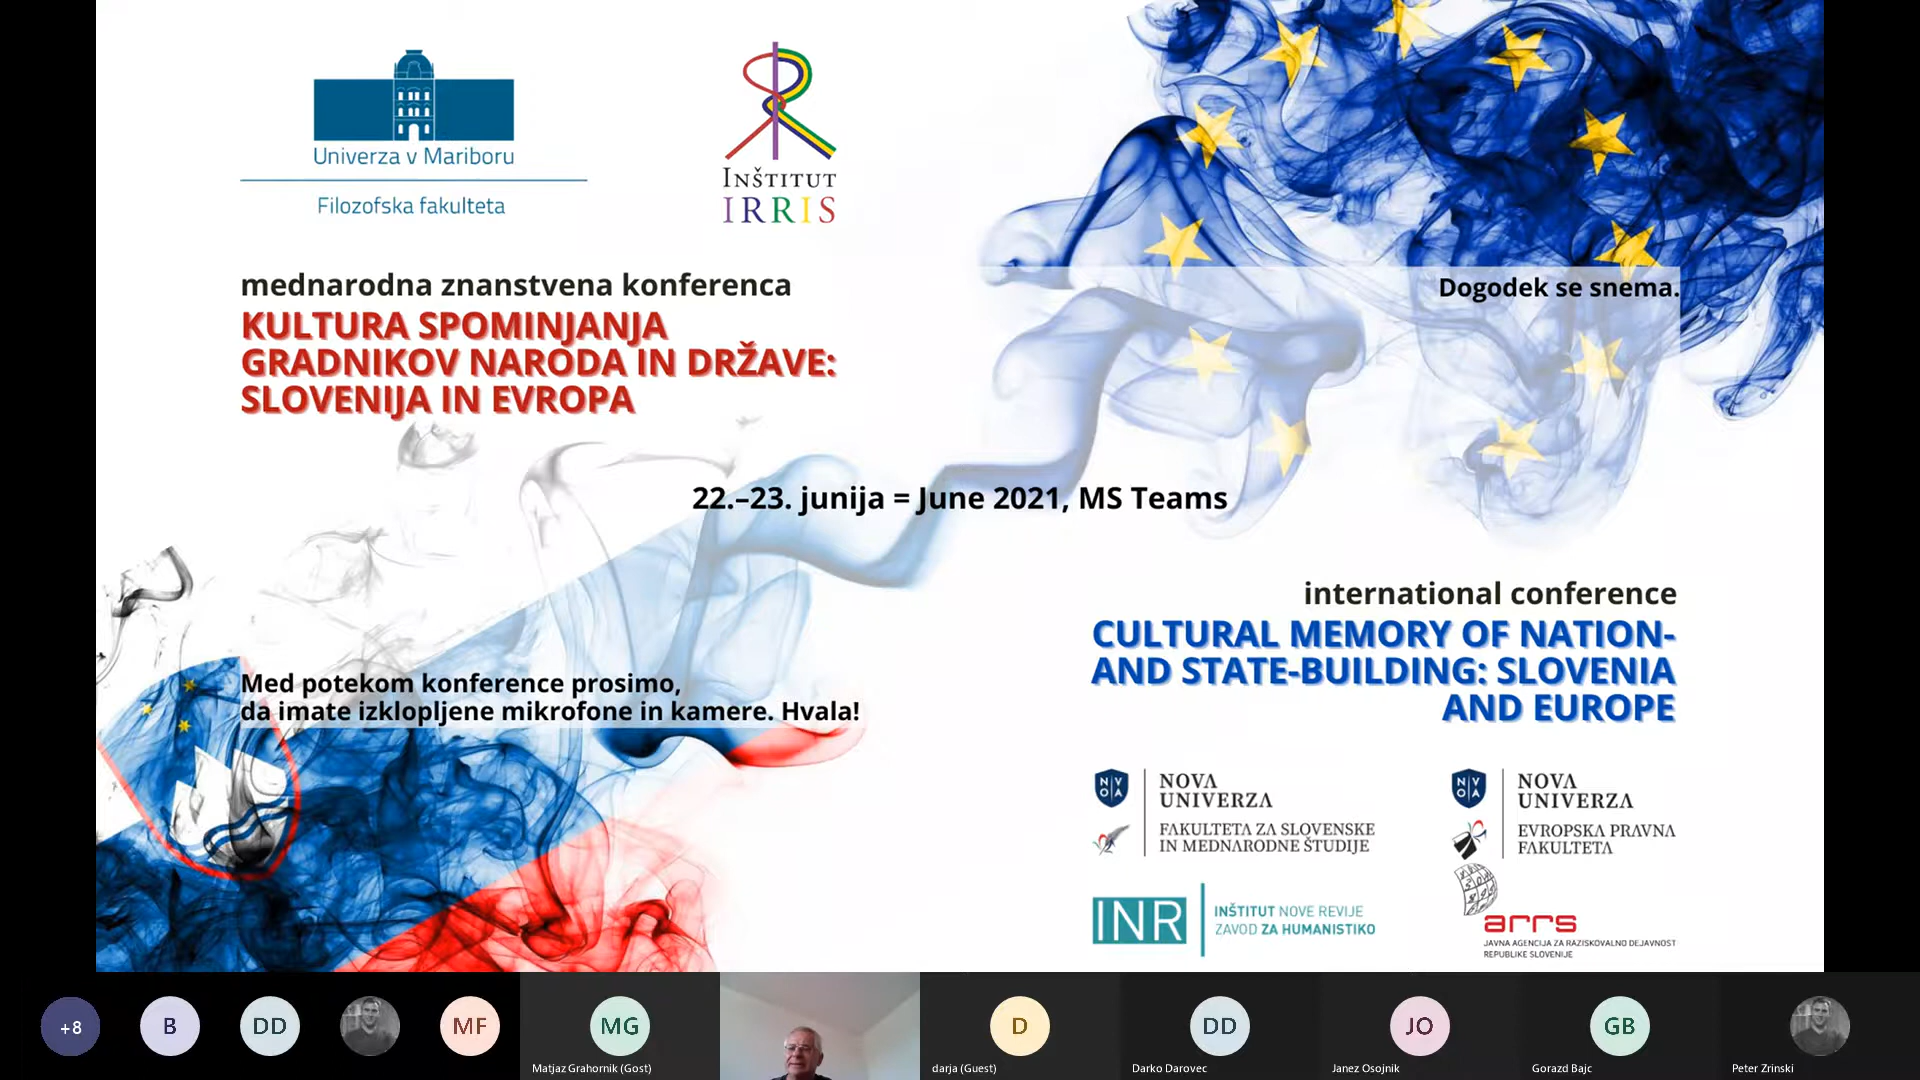 Univerza v Mariboru
Filozofska fakulteta
INŠTITUT
IRRIS
mednarodna znanstvena konferenca
KULTURA SPOMINJANJA
GRADNIKOV NARODA IN DRŽAVE:
SLOVENIJA IN EVROPA
Dogodek se snema.
22.–23. junija = June 2021, MS Teams
international conference
CULTURAL MEMORY OF NATION-
AND STATE-BUILDING: SLOVENIA
AND EUROPE
Med potekom konference prosimo,
da imate izklopljene mikrofone in kamere. Hvala!
NOVA
UNIVERZA
FAKULTETA ZA SLOVENSKE
IN MEDNARODNE ŠTUDIJE
NOVA
UNIVERZA
EVROPSKA PRAVNA
FAKULTETA
INR
INŠTITUT NOVE REVIJE
ZAVOD ZA HUMANISTIKO
arrs
JAVNA AGENCIJA ZA RAZISKOVALNO DEJAVNOST
REPUBLIKE SLOVENIJE
+8
B
DD
MF
MG
D
DD
JO
GB
Matjaz Grahornik (Gost)
darja (Guest)
Darko Darovec
Janez Osojnik
Gorazd Bajc
Peter Zrinski